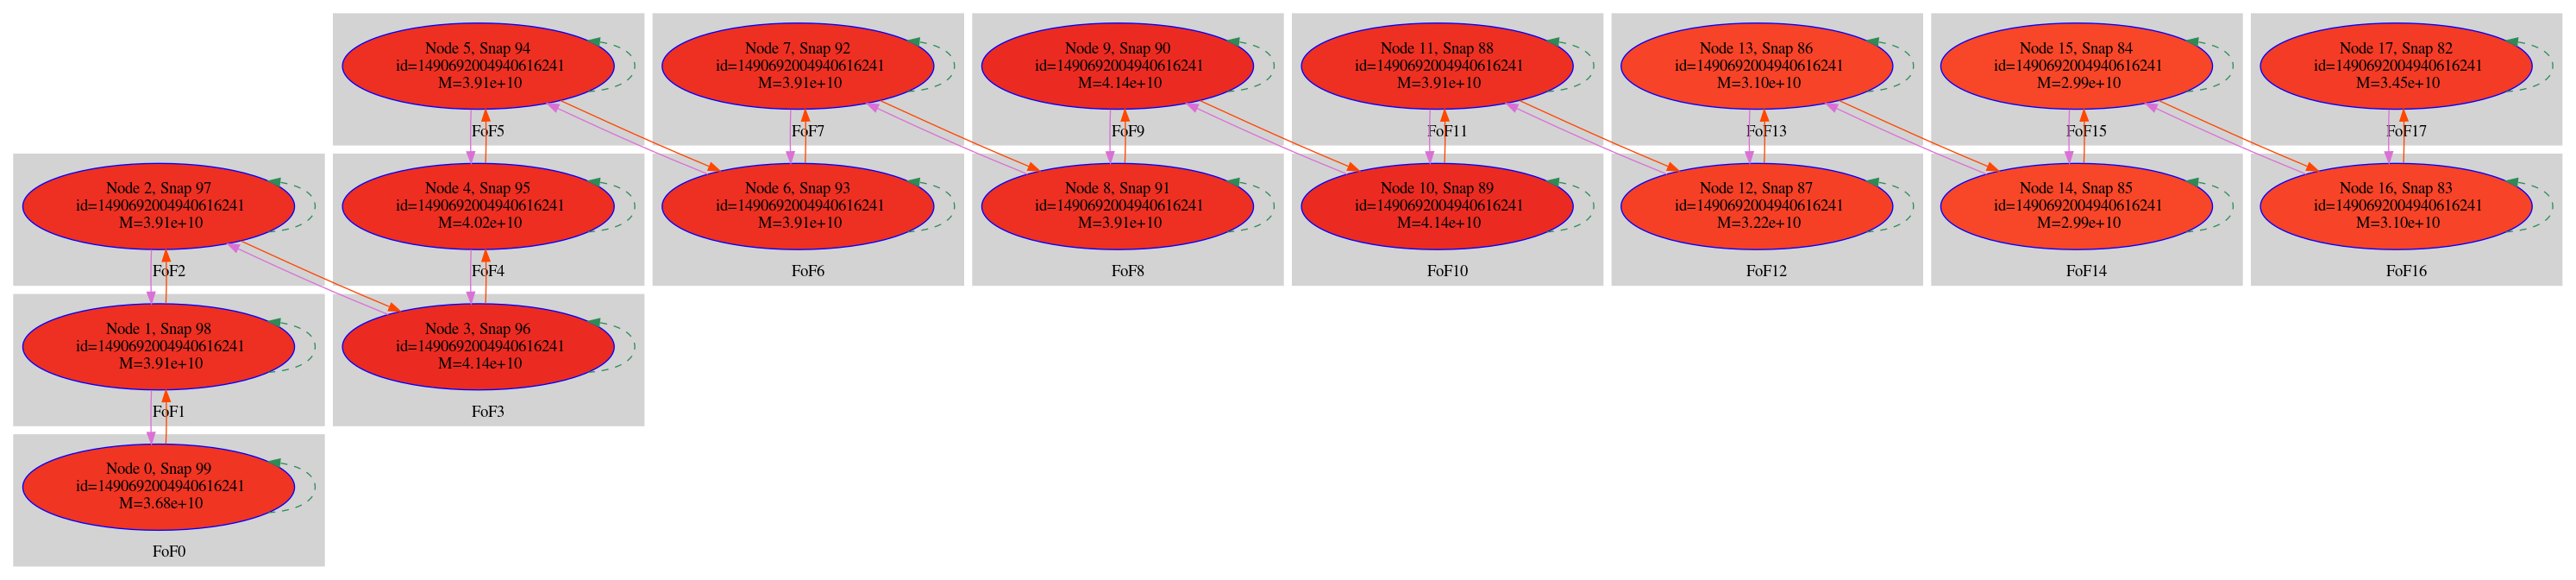 Node 5, Snap 94
id=1490692004940616241
M=3.91e+10
FoF5
Node 7, Snap 92
id=1490692004940616241
M=3.91e+10
FoF7
Node 9, Snap 90
id=1490692004940616241
M=4.14e+10
FoF9
Node 11, Snap 88
id=1490692004940616241
M=3.91e+10
FoF11
Node 13, Snap 86
id=1490692004940616241
M=3.10e+10
FoF13
Node 15, Snap 84
id=1490692004940616241
M=2.99e+10
FoF15
Node 17, Snap 82
id=1490692004940616241
M=3.45e+10
FoF17
Node 2, Snap 97
id=1490692004940616241
M=3.91e+10
FoF2
Node 4, Snap 95
id=1490692004940616241
M=4.02e+10
FoF4
Node 6, Snap 93
id=1490692004940616241
M=3.91e+10
FoF6
Node 8, Snap 91
id=1490692004940616241
M=3.91e+10
FoF8
Node 10, Snap 89
id=1490692004940616241
M=4.14e+10
FoF10
Node 12, Snap 87
id=1490692004940616241
M=3.22e+10
FoF12
Node 14, Snap 85
id=1490692004940616241
M=2.99e+10
FoF14
Node 16, Snap 83
id=1490692004940616241
M=3.10e+10
FoF16
Node 1, Snap 98
id=1490692004940616241
M=3.91e+10
FoF1
Node 3, Snap 96
id=1490692004940616241
M=4.14e+10
FoF3
Node 0, Snap 99
id=1490692004940616241
M=3.68e+10
FoF0